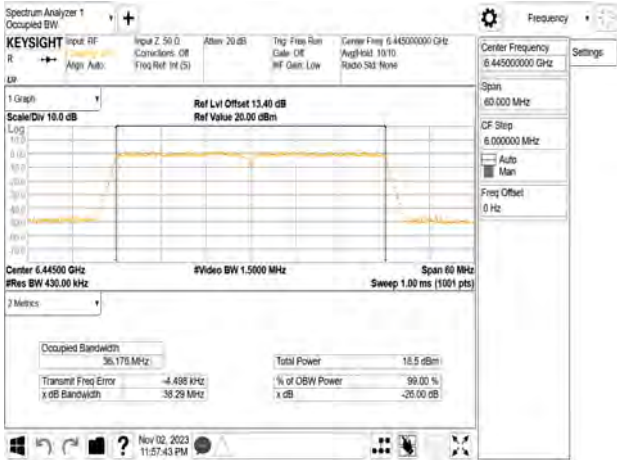 Spectrum Analyzer 1
Occupied BW
+
Frequency
KEYSIGHT
Input: RF
Align: Auto
R
Input Z: 50 Ω
Corrections: Off
Freq Ref: Int (S)
Atten: 20 dB
Trig: Free Run
Gate: Off
#IF Gain: Low
Center Freq: 6.445000000 GHz
Avg|Hold: 10/10
Radio Std: None
Center Frequency
6.445000000 GHz
Settings
Span
60.000 MHz
CF Step
6.000000 MHz
Auto
Man
Freq Offset
0 Hz
1 Graph
Scale/Div 10.0 dB
Ref Lvl Offset 13.40 dB
Ref Value 20.00 dBm
Log
10.0
0.00
Center 6.44500 GHz
#Res BW 430.00 kHz
#Video BW 1.5000 MHz
Span 60 MHz
Sweep 1.00 ms (1001 pts)
2 Metrics
Occupied Bandwidth
36.176 MHz
Total Power
18.5 dBm
Transmit Freq Error
-4.498 kHz
% of OBW Power
99.00 %
x dB Bandwidth
38.29 MHz
x dB
-26.00 dB
?
Nov 02, 2023
11:57:43 PM